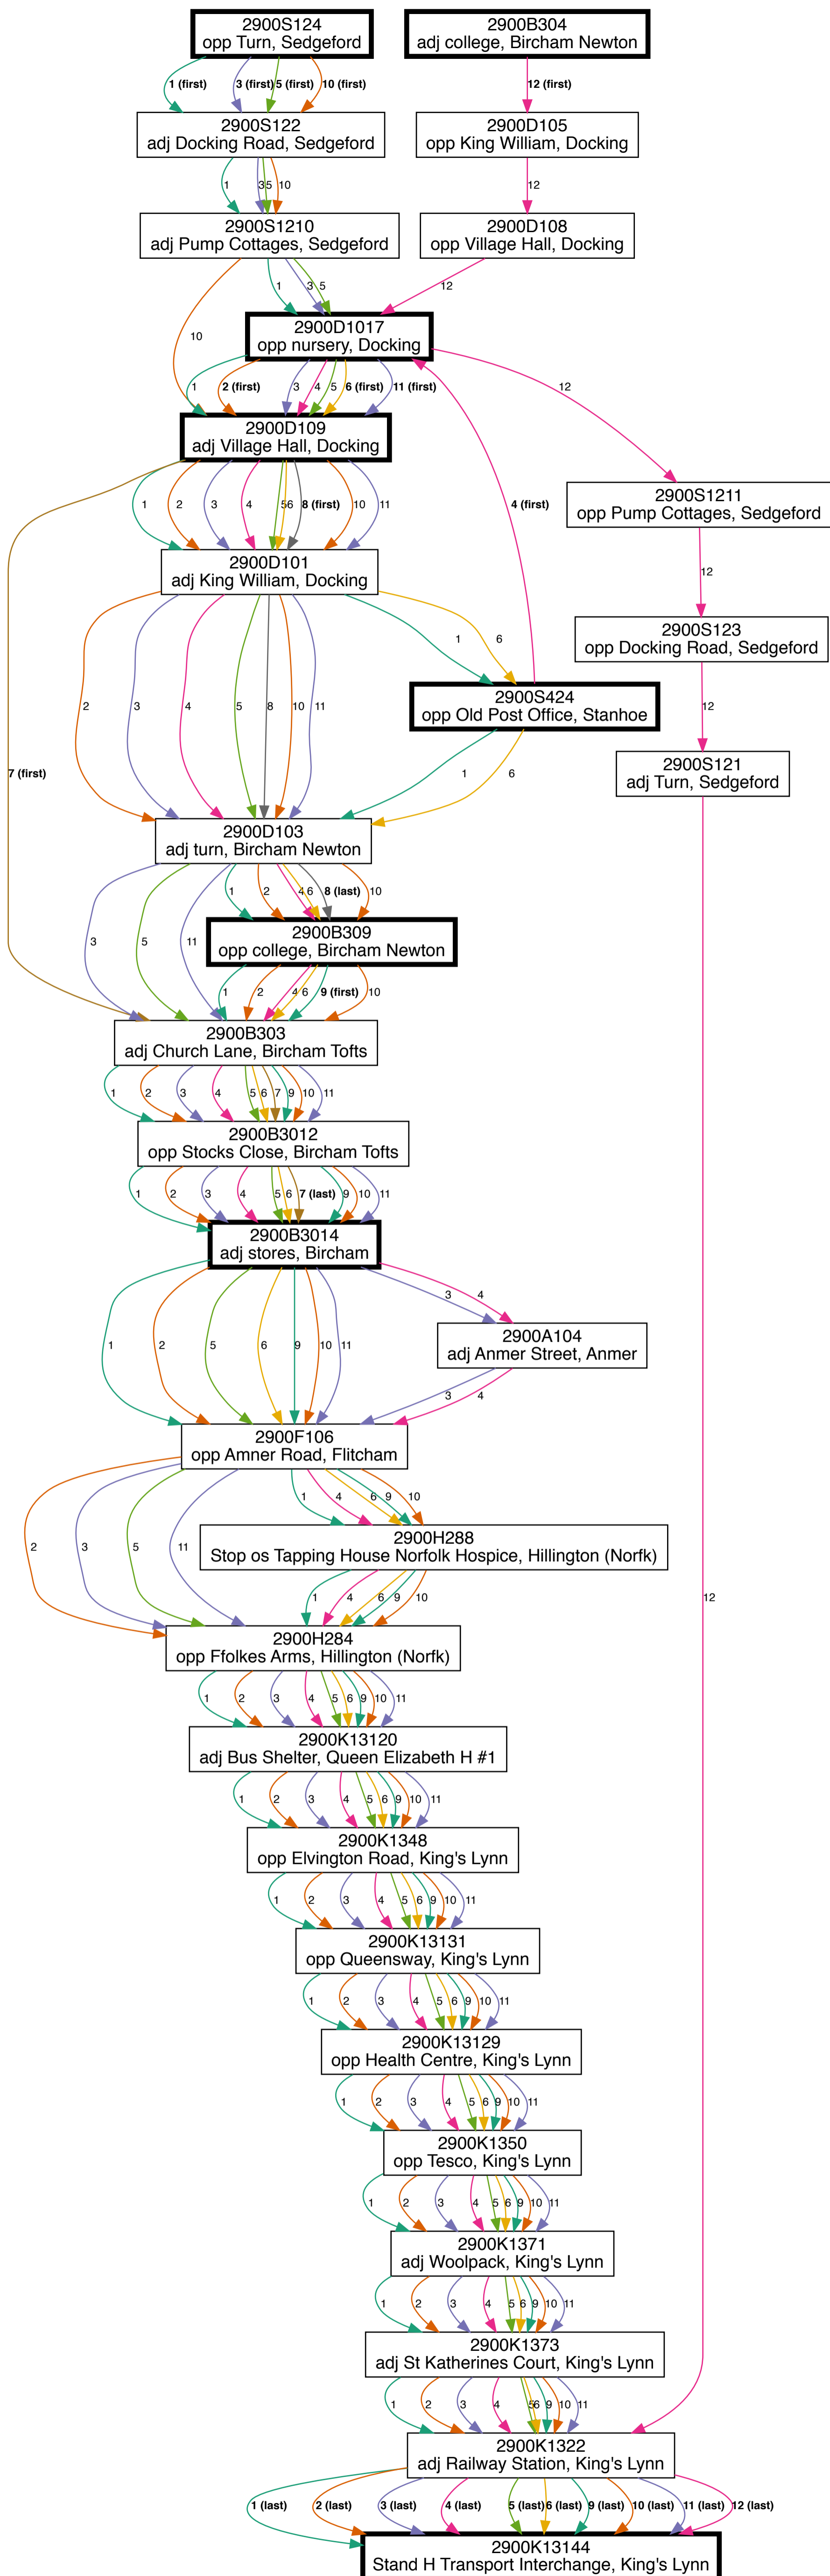 2900S124
opp Turn, Sedgeford
2900B304
adj college, Bircham Newton
1 (first)
3 (first)
5 (first)
10 (first)
12 (first)
2900S122
adj Docking Road, Sedgeford
2900D105
opp King William, Docking
1
3
5
10
12
2900S1210
adj Pump Cottages, Sedgeford
2900D108
opp Village Hall, Docking
1
3
5
12
10
2900D1017
opp nursery, Docking
1
2 (first)
3
4
5
6 (first)
11 (first)
12
2900D109
adj Village Hall, Docking
2900S1211
opp Pump Cottages, Sedgeford
1
2
3
4
5
6
8 (first)
10
11
4 (first)
2900D101
adj King William, Docking
12
1
6
2900S123
opp Docking Road, Sedgeford
2900S424
opp Old Post Office, Stanhoe
2
3
4
5
8
10
11
12
7 (first)
1
6
2900S121
adj Turn, Sedgeford
2900D103
adj turn, Bircham Newton
1
2
4
6
8 (last)
10
3
5
11
2900B309
opp college, Bircham Newton
1
2
4
6
9 (first)
10
2900B303
adj Church Lane, Bircham Tofts
1
2
3
4
5
6
7
9
10
11
2900B3012
opp Stocks Close, Bircham Tofts
1
2
3
4
5
6
7 (last)
9
10
11
2900B3014
adj stores, Bircham
3
4
2900A104
adj Anmer Street, Anmer
1
2
5
6
9
10
11
3
4
2900F106
opp Amner Road, Flitcham
1
4
6
9
10
2
3
5
11
2900H288
Stop os Tapping House Norfolk Hospice, Hillington (Norfk)
1
4
6
9
10
12
2900H284
opp Ffolkes Arms, Hillington (Norfk)
1
2
3
4
5
6
9
10
11
2900K13120
adj Bus Shelter, Queen Elizabeth H #1
1
2
3
4
5
6
9
10
11
2900K1348
opp Elvington Road, King's Lynn
1
2
3
4
5
6
9
10
11
2900K13131
opp Queensway, King's Lynn
1
2
3
4
5
6
9
10
11
2900K13129
opp Health Centre, King's Lynn
1
2
3
4
5
6
9
10
11
2900K1350
opp Tesco, King's Lynn
1
2
3
4
5
6
9
10
11
2900K1371
adj Woolpack, King's Lynn
1
2
3
4
5
6
9
10
11
2900K1373
adj St Katherines Court, King's Lynn
1
2
3
4
5
6
9
10
11
2900K1322
adj Railway Station, King's Lynn
1 (last)
2 (last)
3 (last)
4 (last)
5 (last)
6 (last)
9 (last)
10 (last)
11 (last)
12 (last)
2900K13144
Stand H Transport Interchange, King's Lynn